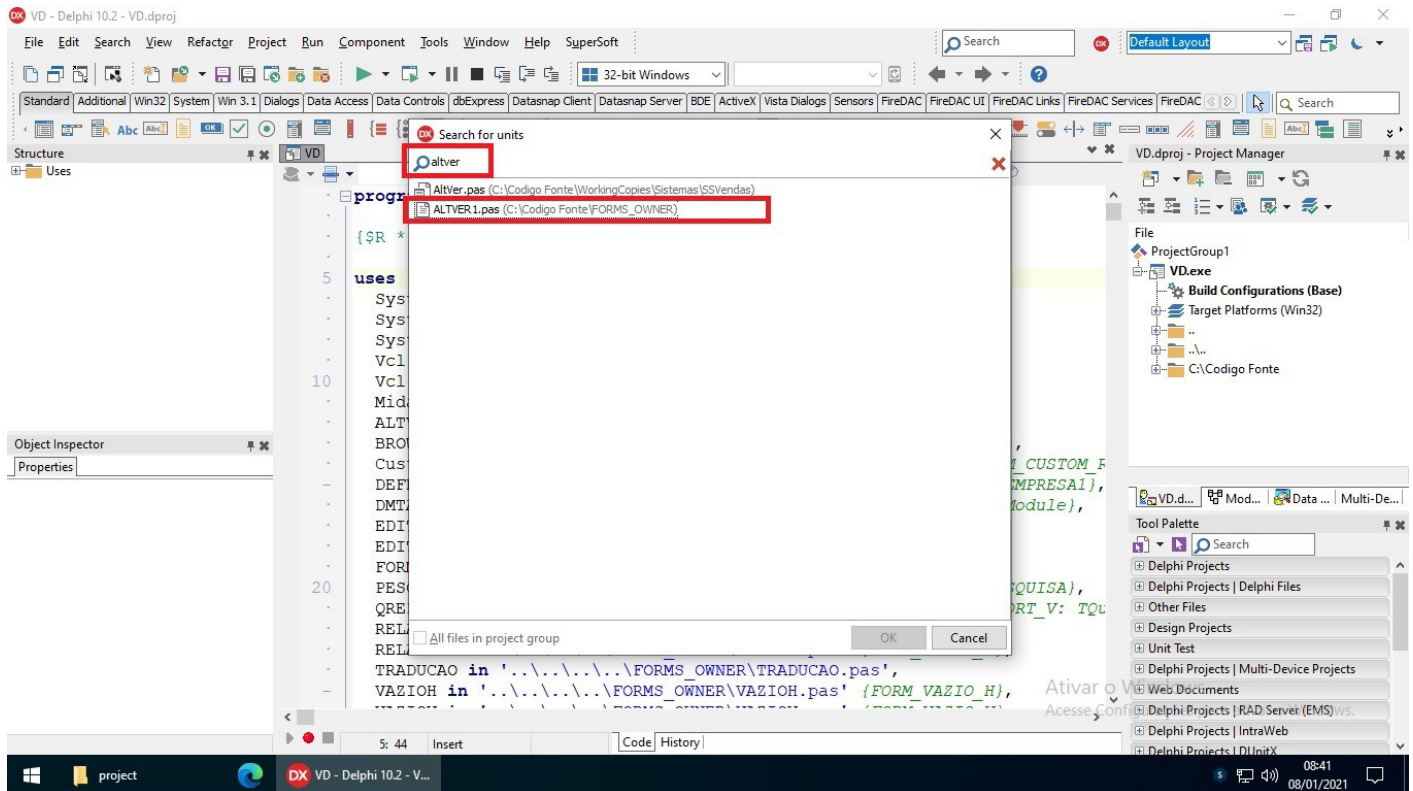 VD - Delphi 10.2 - VD.dproj
File Edit Search View Refactor Project Run Component Tools Window Help SuperSoft
Search
Default Layout
32-bit Windows
Standard Additional Win32 System Win 3.1 Dialogs Data Access Data Controls dbExpress Datasnap Client Datasnap Server BDE ActiveX Vista Dialogs Sensors FireDAC FireDAC UI FireDAC Links FireDAC Services FireDAC
Search
Abc AbcI OK
AbcI
Structure
Uses
VD
Search for units
altver
AltVer.pas (C:\Codigo Fonte\WorkingCopies\Sistemas\SSVendas)
ALTVER1.pas (C:\Codigo Fonte\FORMS_OWNER)
All files in project group
OK Cancel
progr
{$R *
5 uses
Sys
Sys
Sys
Vcl
10 Vcl
Mida
ALT
BRO ,
Cus M_CUSTOM_R
DEF EMPRESA1},
DMT Module},
EDI
EDI
FOR
20 PES SQUISA},
QRE ORT_V: TQu
REL
REL
TRADUCAO in '..\..\..\..\FORMS_OWNER\TRADUCAO.pas',
VAZIOH in '..\..\..\..\FORMS_OWNER\VAZIOH.pas' {FORM_VAZIO_H},
5: 44 Insert
Code History
Object Inspector
Properties
VD.dproj - Project Manager
File
ProjectGroup1
VD.exe
Build Configurations (Base)
Target Platforms (Win32)
..
..\..
C:\Codigo Fonte
VD.d... Mod... Data ... Multi-De...
Tool Palette
Search
Delphi Projects
Delphi Projects | Delphi Files
Other Files
Design Projects
Unit Test
Delphi Projects | Multi-Device Projects
Web Documents
Delphi Projects | RAD Server (EMS)
Delphi Projects | IntraWeb
Delphi Projects | DUnitX
Ativar o Windows
project
VD - Delphi 10.2 - V...
08:41
08/01/2021